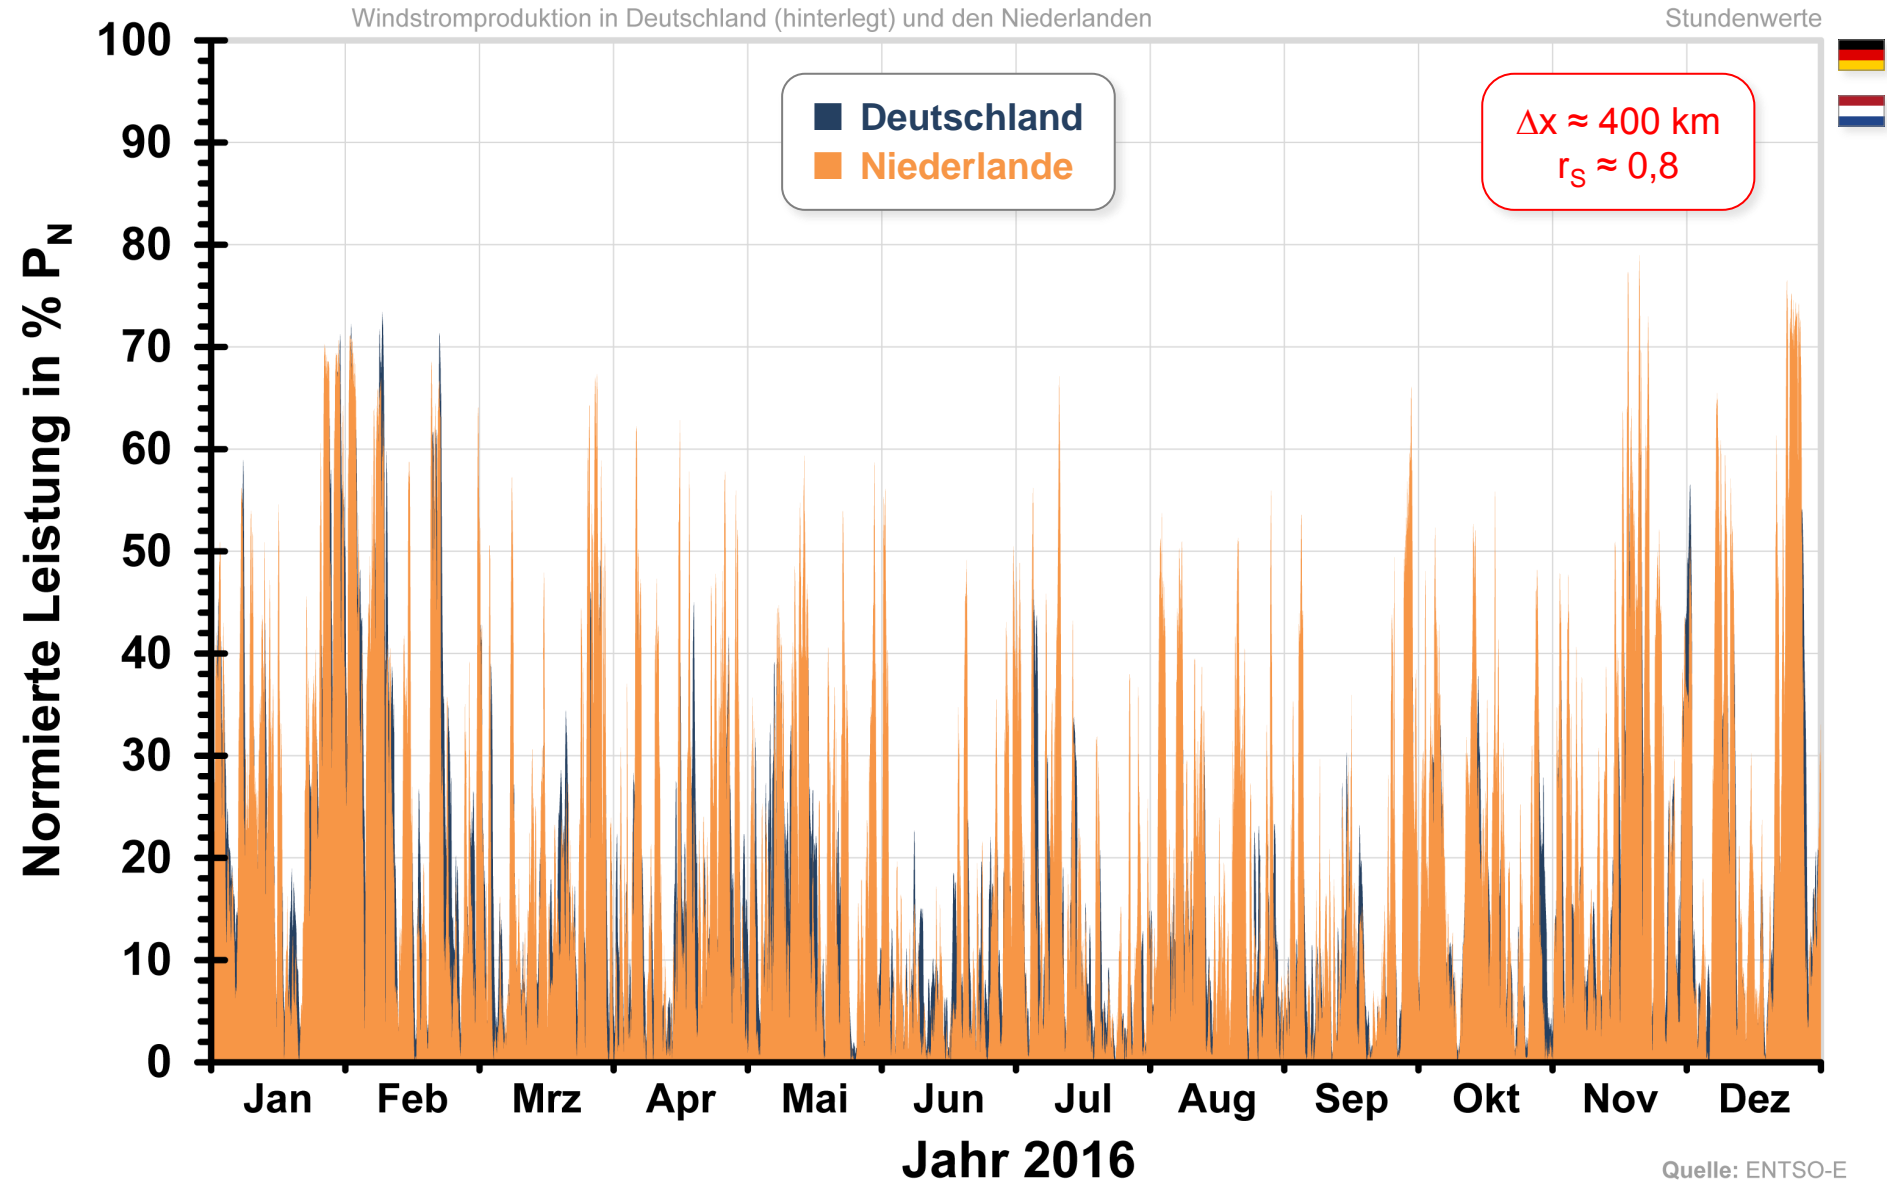 Windstromproduktion in Deutschland (hinterlegt) und den Niederlanden
Stundenwerte
100
90
80
70
60
50
40
30
20
10
0
Normierte Leistung in % PN
Deutschland
Niederlande
Δx ≈ 400 km
rS ≈ 0,8
Jan Feb Mrz Apr Mai Jun Jul Aug Sep Okt Nov Dez
Jahr 2016
Quelle: ENTSO-E